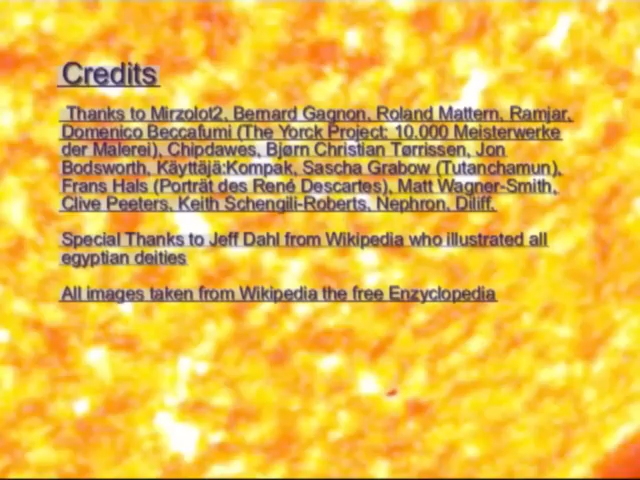 Credits
Thanks to Mirzolot2, Bernard Gagnon, Roland Mattern, Ramjar,
Domenico Beccafumi (The Yorck Project: 10.000 Meisterwerke
der Malerei), Chipdawes, Bjørn Christian Tørrissen, Jon
Bodsworth, Käyttäjä:Kompak, Sascha Grabow (Tutanchamun),
Frans Hals (Porträt des René Descartes), Matt Wagner-Smith,
Clive Peeters, Keith Schengili-Roberts, Nephron, Diliff.
Special Thanks to Jeff Dahl from Wikipedia who illustrated all
egyptian deities
All images taken from Wikipedia the free Enzyclopedia